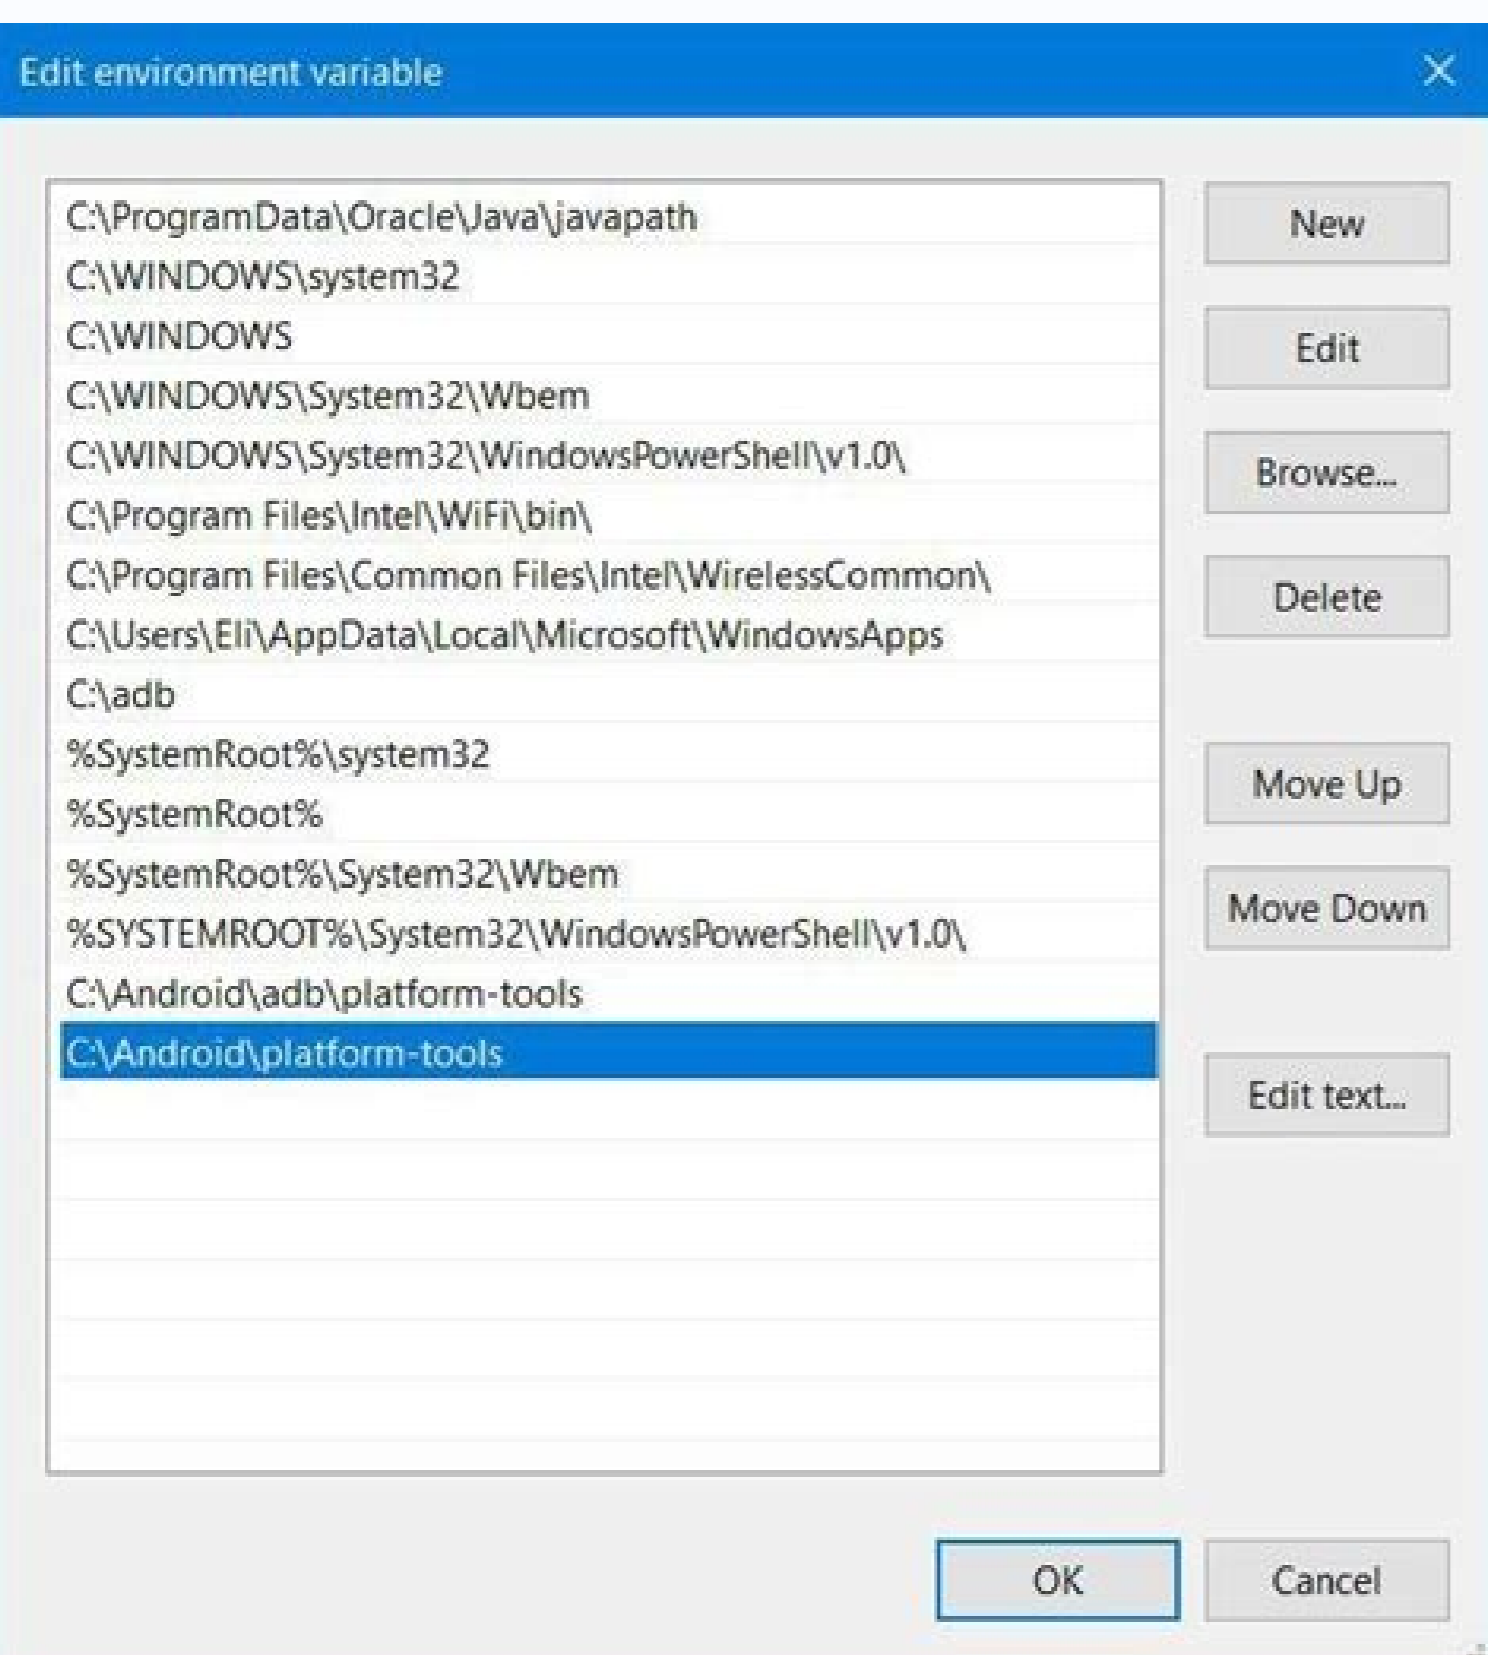 Edit environment variable
C:\ProgramData\Oracle\Java\javapath
C:\WINDOWS\system32
C:\WINDOWS
C:\WINDOWS\System32\Wbem
C:\WINDOWS\System32\WindowsPowerShell\v1.0\
C:\Program Files\Intel\WiFi\bin\
C:\Program Files\Common Files\Intel\WirelessCommon\
C:\Users\Eli\AppData\Local\Microsoft\WindowsApps
C:\adb
%SystemRoot%\system32
%SystemRoot%
%SystemRoot%\System32\Wbem
%SYSTEMROOT%\System32\WindowsPowerShell\v1.0\
C:\Android\adb\platform-tools
C:\Android\platform-tools
New
Edit
Browse...
Delete
Move Up
Move Down
Edit text...
OK
Cancel